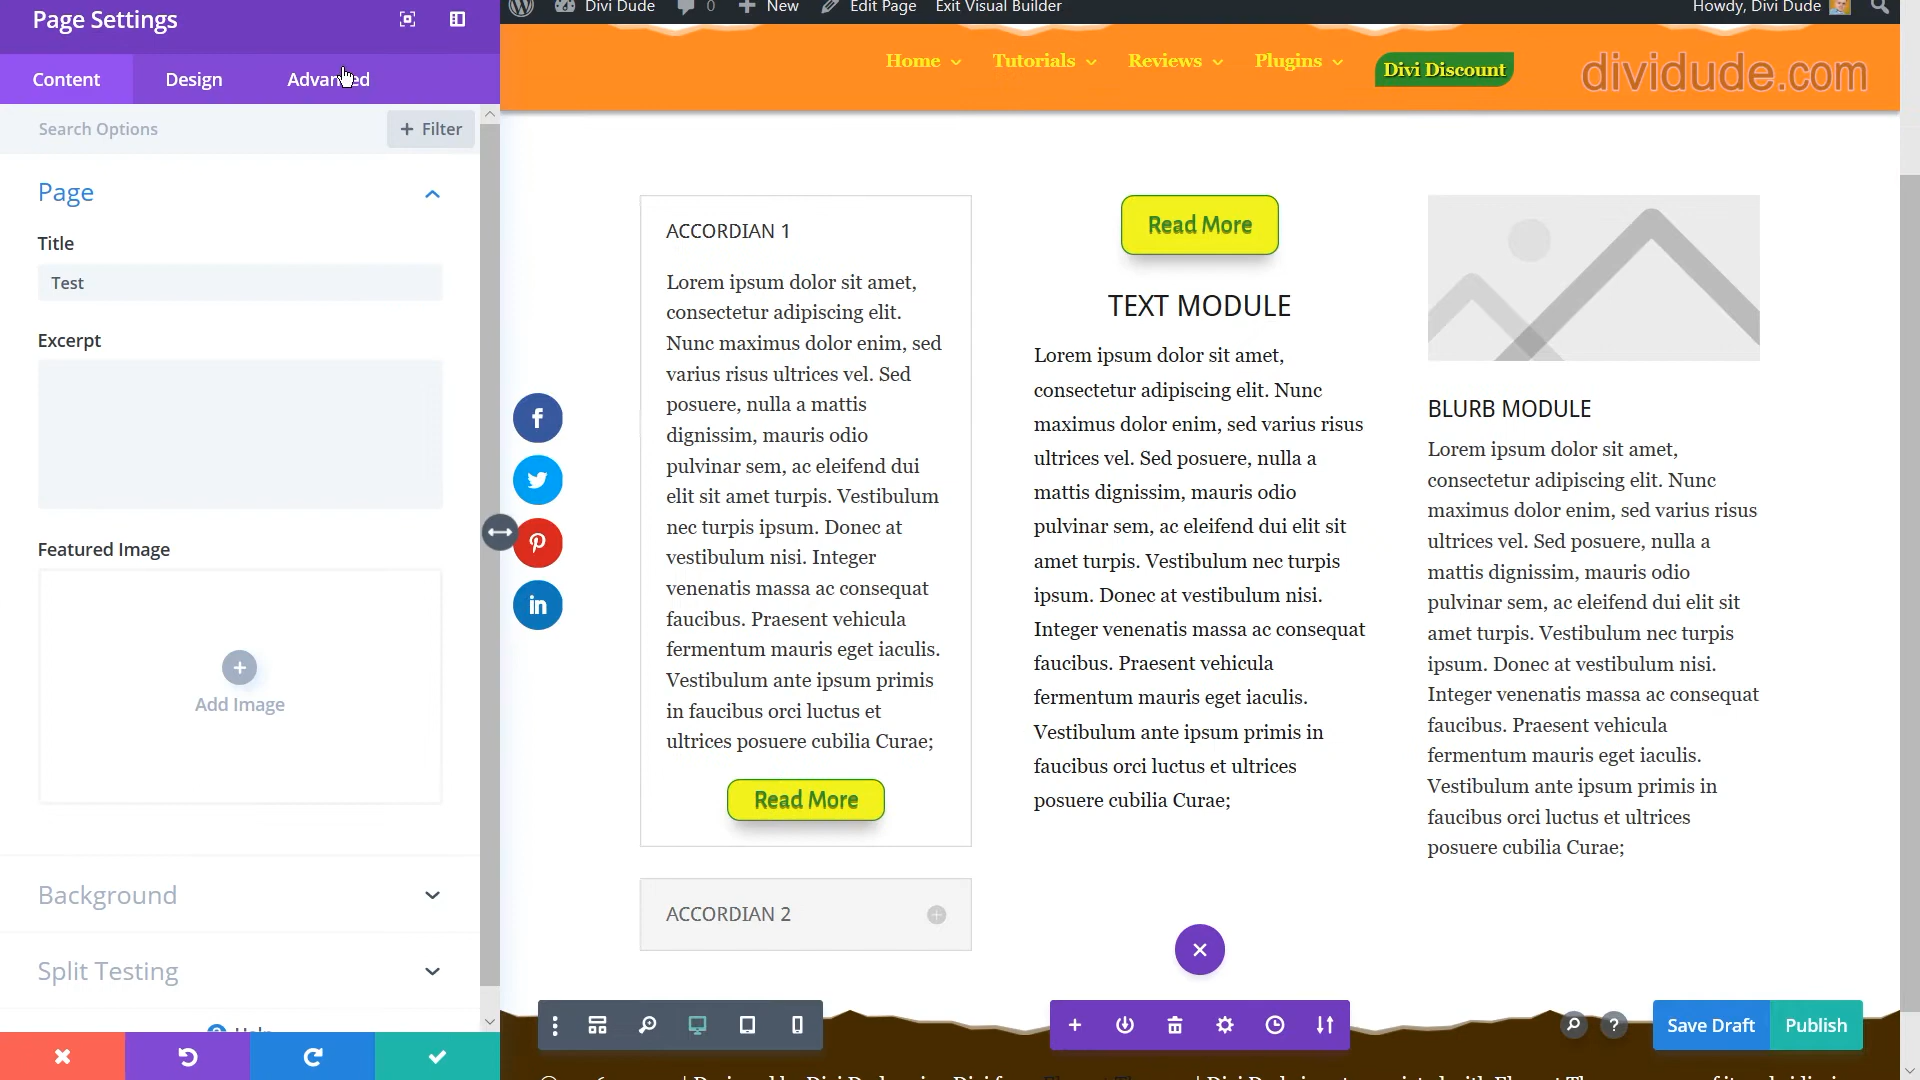 Page Settings
Content Design Advanced
Search Options + Filter
Page
Title
Test
Excerpt
Featured Image
Add Image
Background
Split Testing
Help
Divi Dude 0 New Edit Page Exit Visual Builder Howdy, Divi Dude
Home Tutorials Reviews Plugins Divi Discount dividude.com
ACCORDIAN 1
Lorem ipsum dolor sit amet,
consectetur adipiscing elit.
Nunc maximus dolor enim, sed
varius risus ultrices vel. Sed
posuere, nulla a mattis
dignissim, mauris odio
pulvinar sem, ac eleifend dui
elit sit amet turpis. Vestibulum
nec turpis ipsum. Donec at
vestibulum nisi. Integer
venenatis massa ac consequat
faucibus. Praesent vehicula
fermentum mauris eget iaculis.
Vestibulum ante ipsum primis
in faucibus orci luctus et
ultrices posuere cubilia Curae;
Read More
ACCORDIAN 2
Read More
TEXT MODULE
Lorem ipsum dolor sit amet,
consectetur adipiscing elit. Nunc
maximus dolor enim, sed varius risus
ultrices vel. Sed posuere, nulla a
mattis dignissim, mauris odio
pulvinar sem, ac eleifend dui elit sit
amet turpis. Vestibulum nec turpis
ipsum. Donec at vestibulum nisi.
Integer venenatis massa ac consequat
faucibus. Praesent vehicula
fermentum mauris eget iaculis.
Vestibulum ante ipsum primis in
faucibus orci luctus et ultrices
posuere cubilia Curae;
BLURB MODULE
Lorem ipsum dolor sit amet,
consectetur adipiscing elit. Nunc
maximus dolor enim, sed varius risus
ultrices vel. Sed posuere, nulla a
mattis dignissim, mauris odio
pulvinar sem, ac eleifend dui elit sit
amet turpis. Vestibulum nec turpis
ipsum. Donec at vestibulum nisi.
Integer venenatis massa ac consequat
faucibus. Praesent vehicula
fermentum mauris eget iaculis.
Vestibulum ante ipsum primis in
faucibus orci luctus et ultrices
posuere cubilia Curae;
Save Draft Publish